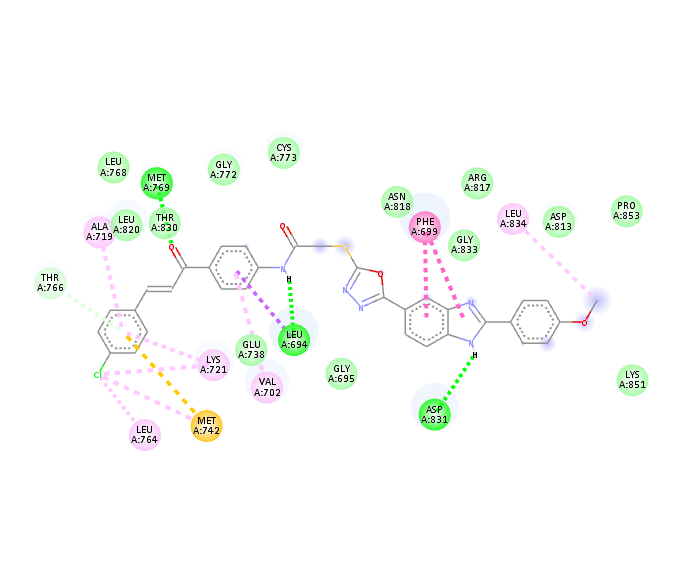 CYS
A:773
LEU
A:768
GLY
A:772
MET
A:769
ARG
A:817
ASN
A:818
PRO
A:853
LEU
A:834
ASP
A:813
THR
A:830
LEU
A:820
ALA
A:719
PHE
A:699
GLY
A:833
O
O
THR
A:766
N
H
S
O
N
N
N
O
LEU
A:694
GLU
A:738
N
H
LYS
A:721
GLY
A:695
VAL
A:702
Cl
LYS
A:851
ASP
A:831
MET
A:742
LEU
A:764